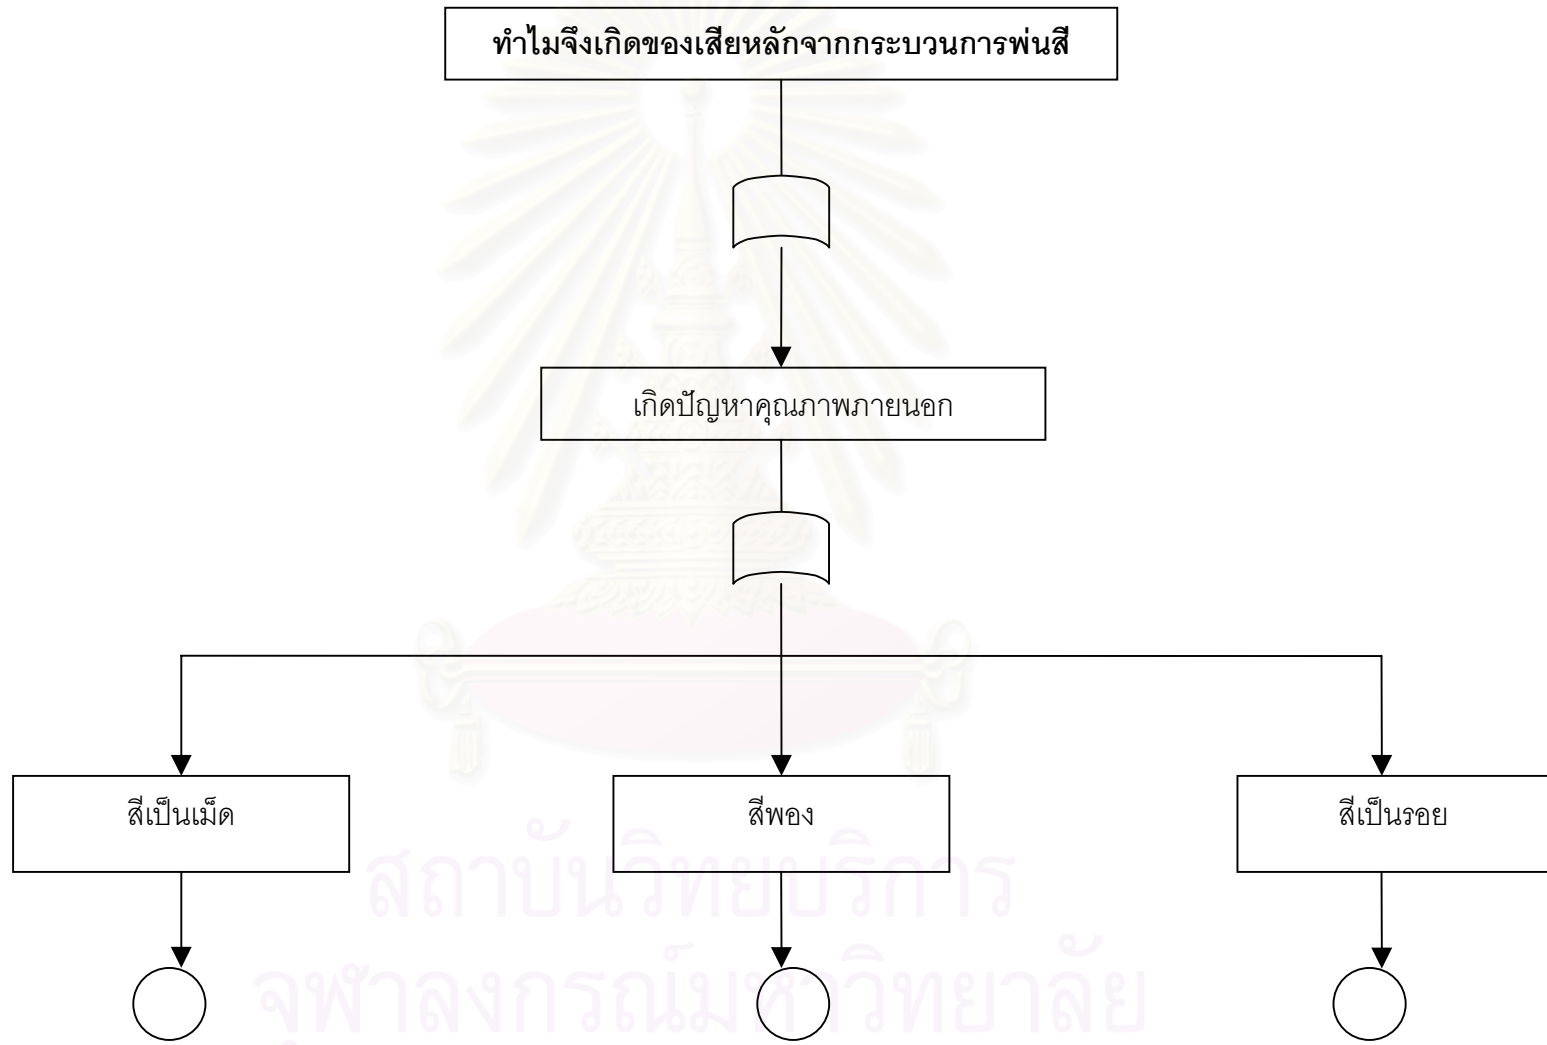 ทำไมจึงเกิดของเสียหลักจากกระบวนการพ่นสี
เกิดปัญหาคุณภาพภายนอก
สีเป็นเม็ด
สีพอง
สีเป็นรอย
สถาบันวิทยบริการ
จุฬาลงกรณ์มหาวิทยาลัย